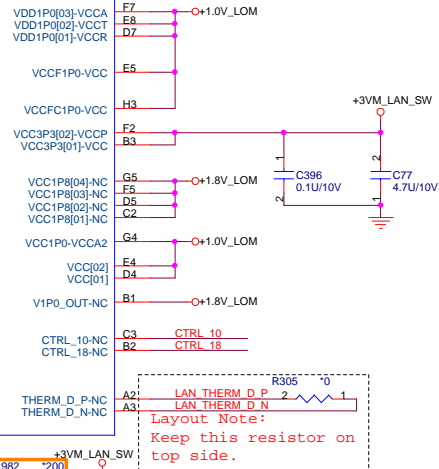 VDD1P0[03]-VCCA F7 +1.0V_LOM
VDD1P0[02]-VCCT E8
VDD1P0[01]-VCCR D7
VCCF1P0-VCC E5
VCCFC1P0-VCC H3
+3VM_LAN_SW
VCC3P3[02]-VCCP F2
VCC3P3[01]-VCC B3
1 2
C396 C77
0.1U/10V 4.7U/10V
2 1
VCC1P8[04]-NC G5 +1.8V_LOM
VCC1P8[03]-NC F5
VCC1P8[02]-NC D5
VCC1P8[01]-NC C2
VCC1P0-VCCA2 G4 +1.0V_LOM
VCC[02] E4
VCC[01] D4
V1P0_OUT-NC B1 +1.8V_LOM
CTRL_10-NC C3 CTRL_10
CTRL_18-NC B2 CTRL_18
R305 *0
THERM_D_P-NC A2 LAN_THERM_D_P 2 1
THERM_D_N-NC A3 LAN_THERM_D_N
Layout Note:
Keep this resistor on
top side.
+3VM_LAN_SW
982 *200